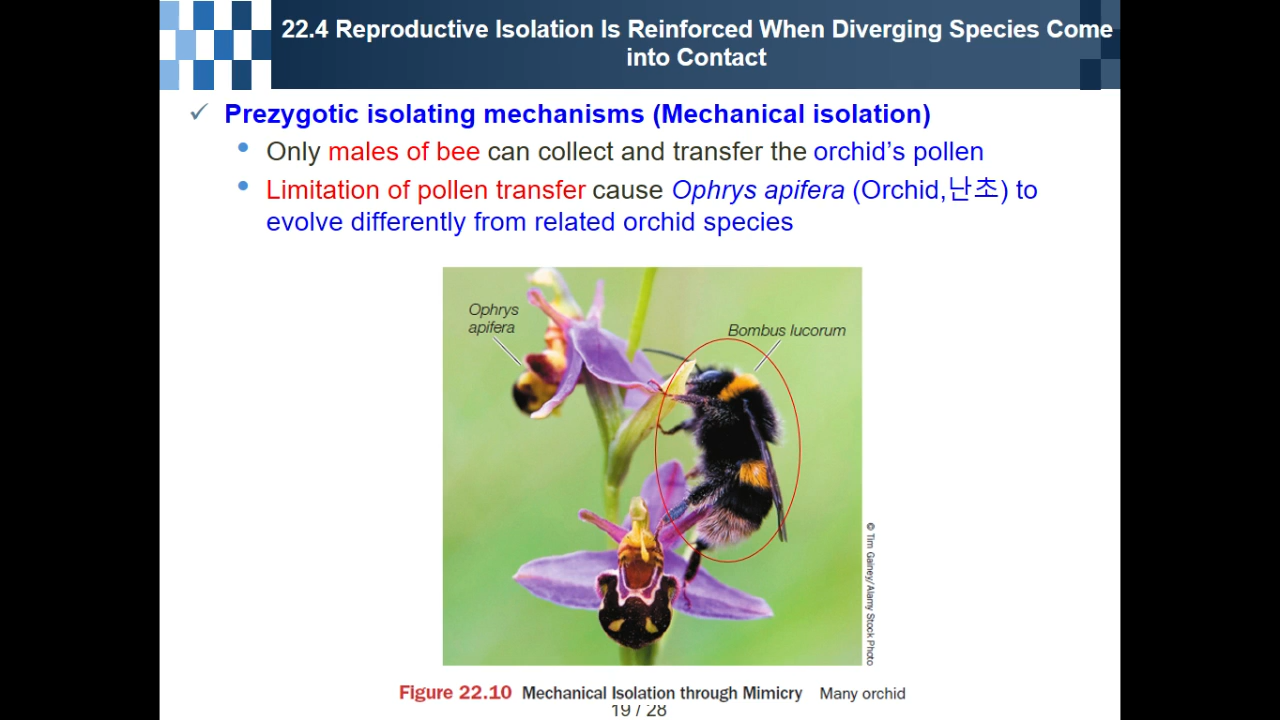 22.4 Reproductive Isolation Is Reinforced When Diverging Species Come
into Contact
Prezygotic isolating mechanisms (Mechanical isolation)
Only males of bee can collect and transfer the orchid’s pollen
Limitation of pollen transfer cause Ophrys apifera (Orchid,난초) to
evolve differently from related orchid species
Ophrys
apifera
Bombus lucorum
© Tim Gainey/Alamy Stock Photo
Figure 22.10 Mechanical Isolation through Mimicry Many orchid
19 / 28